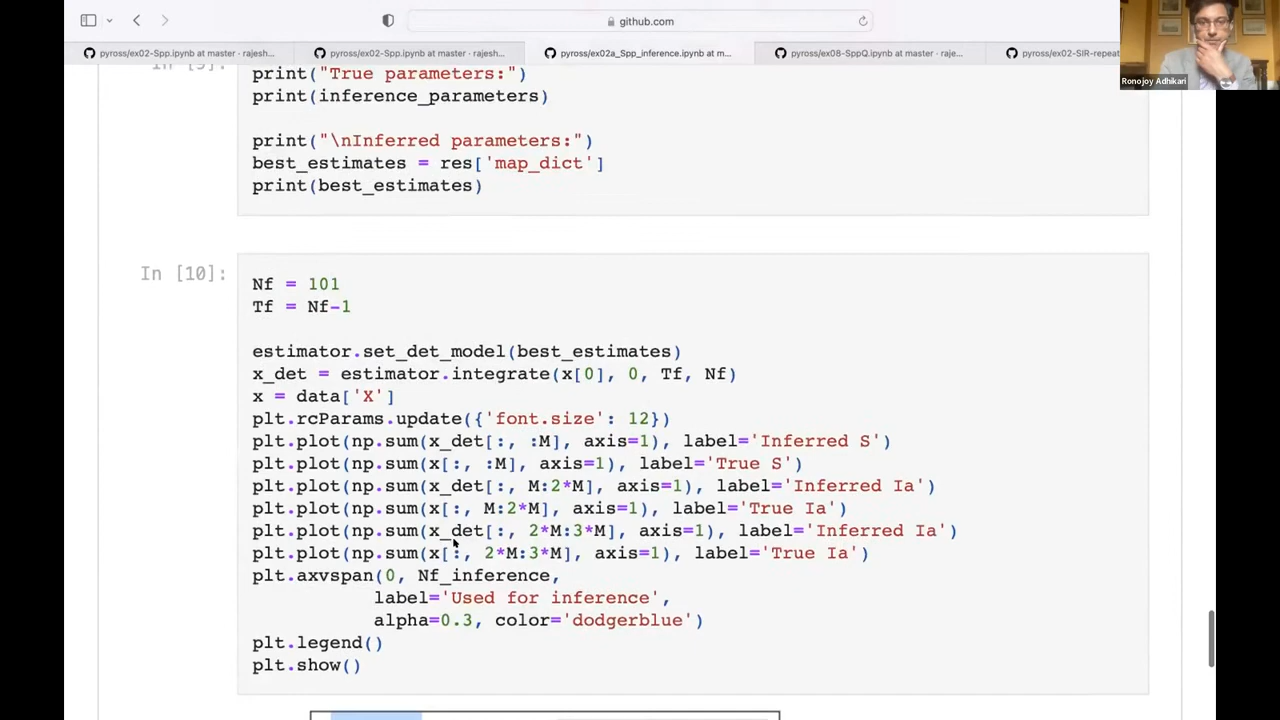 github.com
pyross/ex02-Spp.ipynb at master · rajesh...
pyross/ex02-Spp.ipynb at master · rajesh...
pyross/ex02a_Spp_inference.ipynb at m...
pyross/ex08-SppQ.ipynb at master · raje...
pyross/ex02-SIR-repeat
Ronojoy Adhikari
print("True parameters:")
print(inference_parameters)
print("\nInferred parameters:")
best_estimates = res['map_dict']
print(best_estimates)
In [10]:
Nf = 101
Tf = Nf-1
estimator.set_det_model(best_estimates)
x_det = estimator.integrate(x[0], 0, Tf, Nf)
x = data['X']
plt.rcParams.update({'font.size': 12})
plt.plot(np.sum(x_det[:, :M], axis=1), label='Inferred S')
plt.plot(np.sum(x[:, :M], axis=1), label='True S')
plt.plot(np.sum(x_det[:, M:2*M], axis=1), label='Inferred Ia')
plt.plot(np.sum(x[:, M:2*M], axis=1), label='True Ia')
plt.plot(np.sum(x_det[:, 2*M:3*M], axis=1), label='Inferred Ia')
plt.plot(np.sum(x[:, 2*M:3*M], axis=1), label='True Ia')
plt.axvspan(0, Nf_inference,
label='Used for inference',
alpha=0.3, color='dodgerblue')
plt.legend()
plt.show()